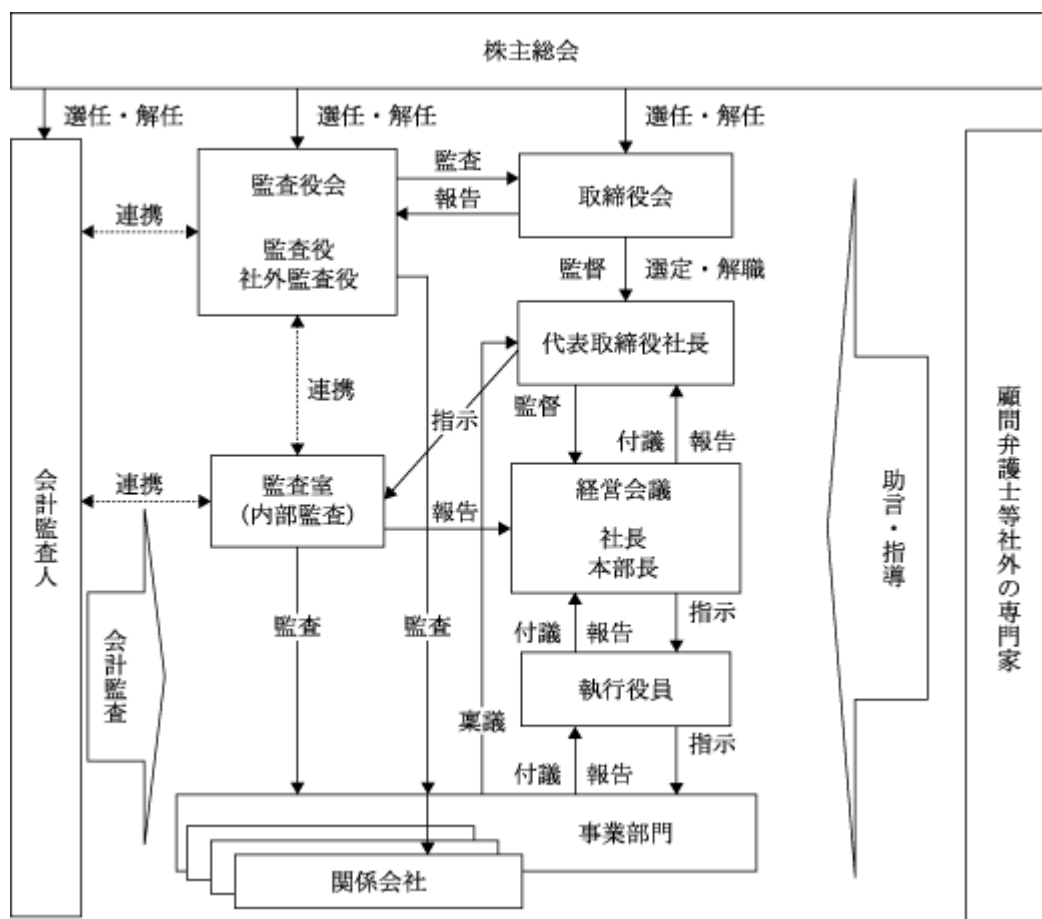 株主総会
選任・解任
選任・解任
選任・解任
監査役会
監査役
社外監査役
監査
報告
取締役会
連携
監督
選定・解職
代表取締役社長
連携
指示
監督
付議
報告
連携
監査室
(内部監査)
報告
経営会議
社長
本部長
指示
監査
監査
付議
報告
執行役員
稟議
指示
付議
報告
事業部門
関係会社
会計監査人
会計監査
助言・指導
顧問弁護士等社外の専門家